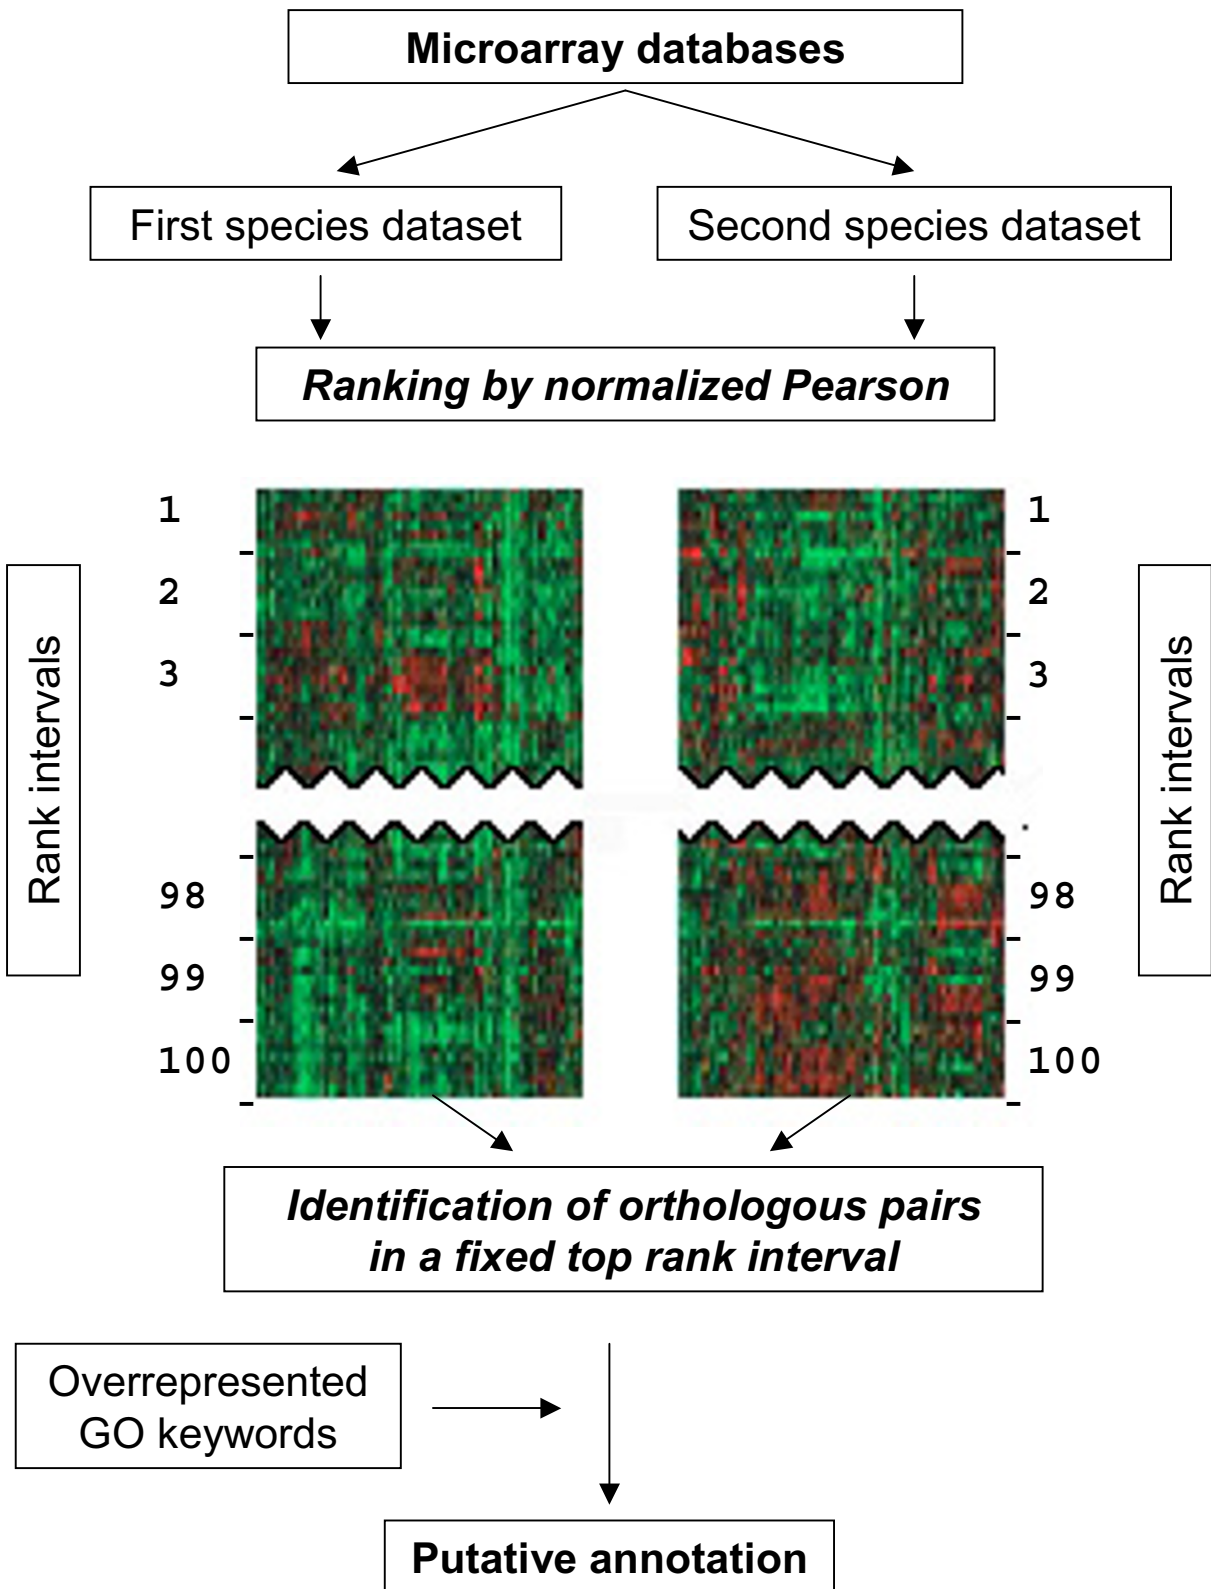 Microarray databases
First species dataset
Second species dataset
Ranking by normalized Pearson
Rank intervals
1
2
3
98
99
100
1
2
3
98
99
100
Rank intervals
Identification of orthologous pairs
in a fixed top rank interval
Overrepresented
GO keywords
Putative annotation